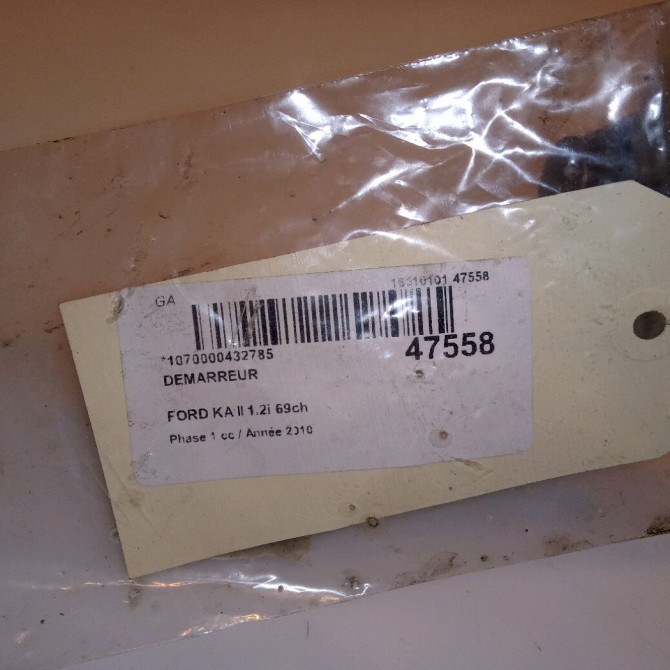 GA
16310101 47558
*1070000432785
47558
DEMARREUR
FORD KA II 1.2i 69ch
Phase 1 cc / Année 2010